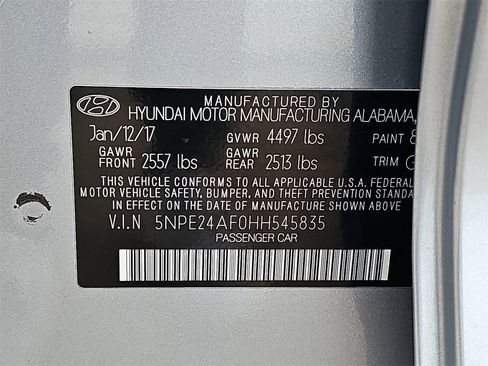 MANUFACTURED BY
HYUNDAI MOTOR MANUFACTURING ALABAMA,
Jan/12/17 GVWR 4497 lbs PAINT
GAWR FRONT 2557 lbs GAWR REAR 2513 lbs TRIM
THIS VEHICLE CONFORMS TO ALL APPLICABLE U.S.A. FEDERAL
MOTOR VEHICLE SAFETY, BUMPER, AND THEFT PREVENTION STANDA
IN EFFECT ON THE DATE OF MANUFACTURE SHOWN ABOVE.
V.I.N 5NPE24AF0HH545835
PASSENGER CAR